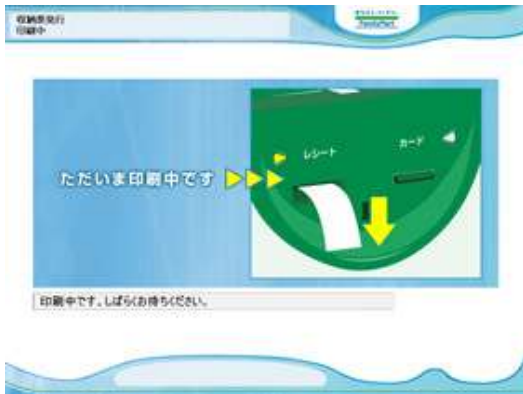 収納票発行
印刷中
FamilyMart
ただいま印刷中です
レシート
カード
印刷中です。しばらくお待ちください。